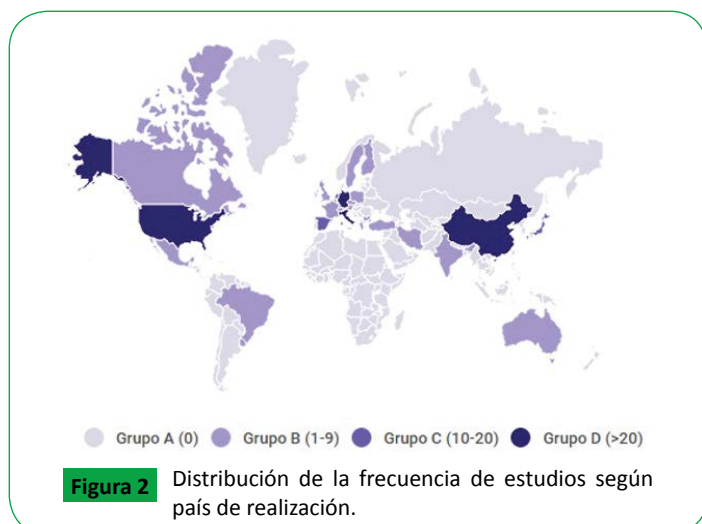 Grupo A (0) Grupo B (1-9) Grupo C (10-20) Grupo D (>20)
Figura 2 Distribución de la frecuencia de estudios según
país de realización.